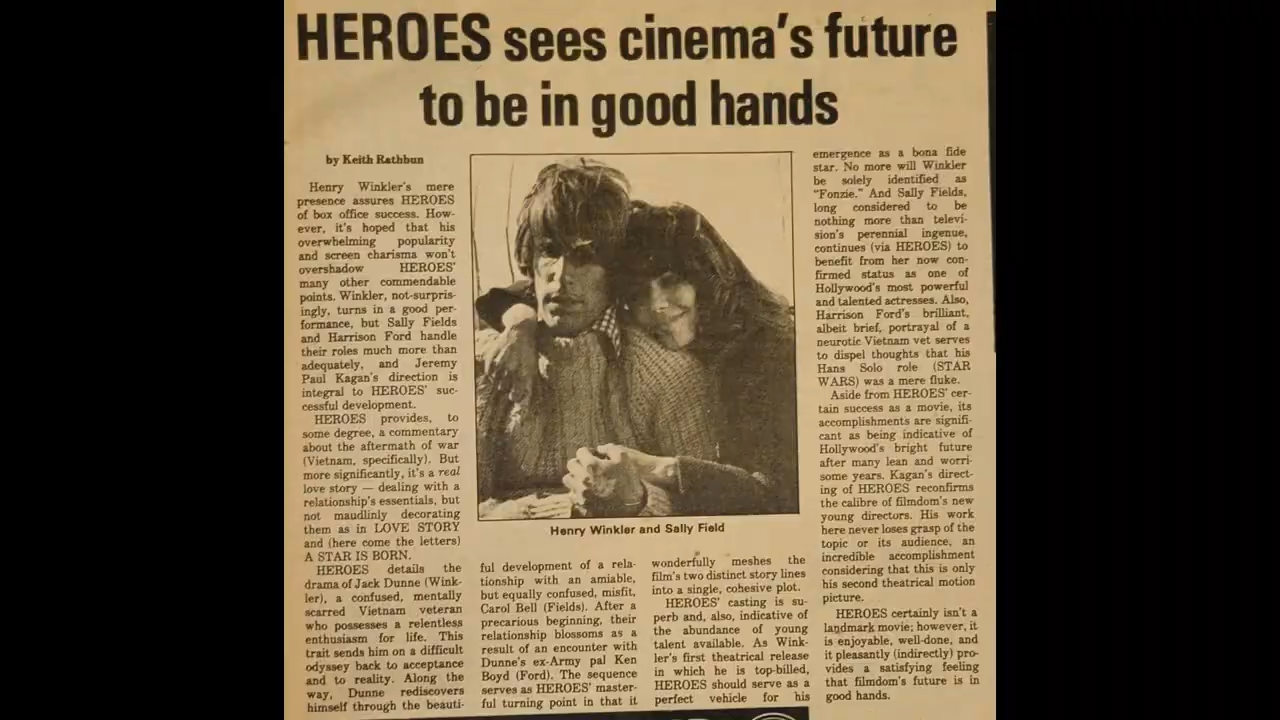 HEROES sees cinema's future
to be in good hands
by Keith Rathbun
Henry Winkler's mere
presence assures HEROES
of box office success. How-
ever, it's hoped that his
overwhelming popularity
and screen charisma won't
overshadow HEROES'
many other commendable
points. Winkler, not-surpris-
ingly, turns in a good per-
formance, but Sally Fields
and Harrison Ford handle
their roles much more than
adequately, and Jeremy
Paul Kagan's direction is
integral to HEROES' suc-
cessful development.
HEROES provides, to
some degree, a commentary
about the aftermath of war
(Vietnam, specifically). But
more significantly, it's a real
love story — dealing with a
relationship's essentials, but
not maudlinly decorating
them as in LOVE STORY
and (here come the letters)
A STAR IS BORN.
HEROES details the
drama of Jack Dunne (Wink-
ler), a confused, mentally
scarred Vietnam veteran
who possesses a relentless
enthusiasm for life. This
trait sends him on a difficult
odyssey back to acceptance
and to reality. Along the
way, Dunne rediscovers
himself through the beauti-
Henry Winkler and Sally Field
ful development of a rela-
tionship with an amiable,
but equally confused, misfit,
Carol Bell (Fields). After a
precarious beginning, their
relationship blossoms as a
result of an encounter with
Dunne's ex-Army pal Ken
Boyd (Ford). The sequence
serves as HEROES' master-
ful turning point in that it
wonderfully meshes the
film's two distinct story lines
into a single, cohesive plot.
HEROES' casting is su-
perb and, also, indicative of
the abundance of young
talent available. As Wink-
ler's first theatrical release
in which he is top-billed,
HEROES should serve as a
perfect vehicle for his
emergence as a bona fide
star. No more will Winkler
be solely identified as
"Fonzie." And Sally Fields,
long considered to be
nothing more than televi-
sion's perennial ingenue,
continues (via HEROES) to
benefit from her now con-
firmed status as one of
Hollywood's most powerful
and talented actresses. Also,
Harrison Ford's brilliant,
albeit brief, portrayal of a
neurotic Vietnam vet serves
to dispel thoughts that his
Hans Solo role (STAR
WARS) was a mere fluke.
Aside from HEROES' cer-
tain success as a movie, its
accomplishments are signifi-
cant as being indicative of
Hollywood's bright future
after many lean and worri-
some years. Kagan's direct-
ing of HEROES reconfirms
the calibre of filmdom's new
young directors. His work
here never loses grasp of the
topic or its audience, an
incredible accomplishment
considering that this is only
his second theatrical motion
picture.
HEROES certainly isn't a
landmark movie; however, it
is enjoyable, well-done, and
it pleasantly (indirectly) pro-
vides a satisfying feeling
that filmdom's future is in
good hands.